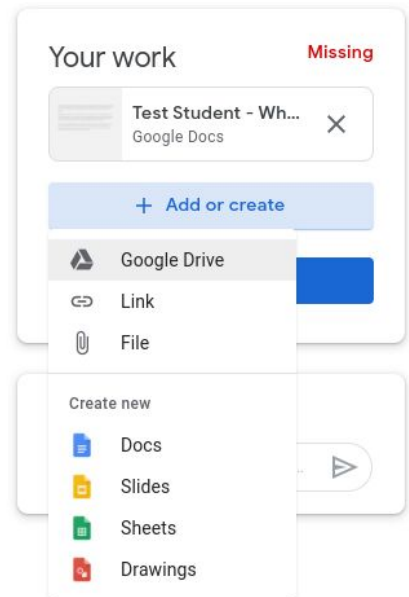 Your work
Missing
Test Student - Wh...
Google Docs
+ Add or create
Google Drive
Link
File
Create new
Docs
Slides
Sheets
Drawings